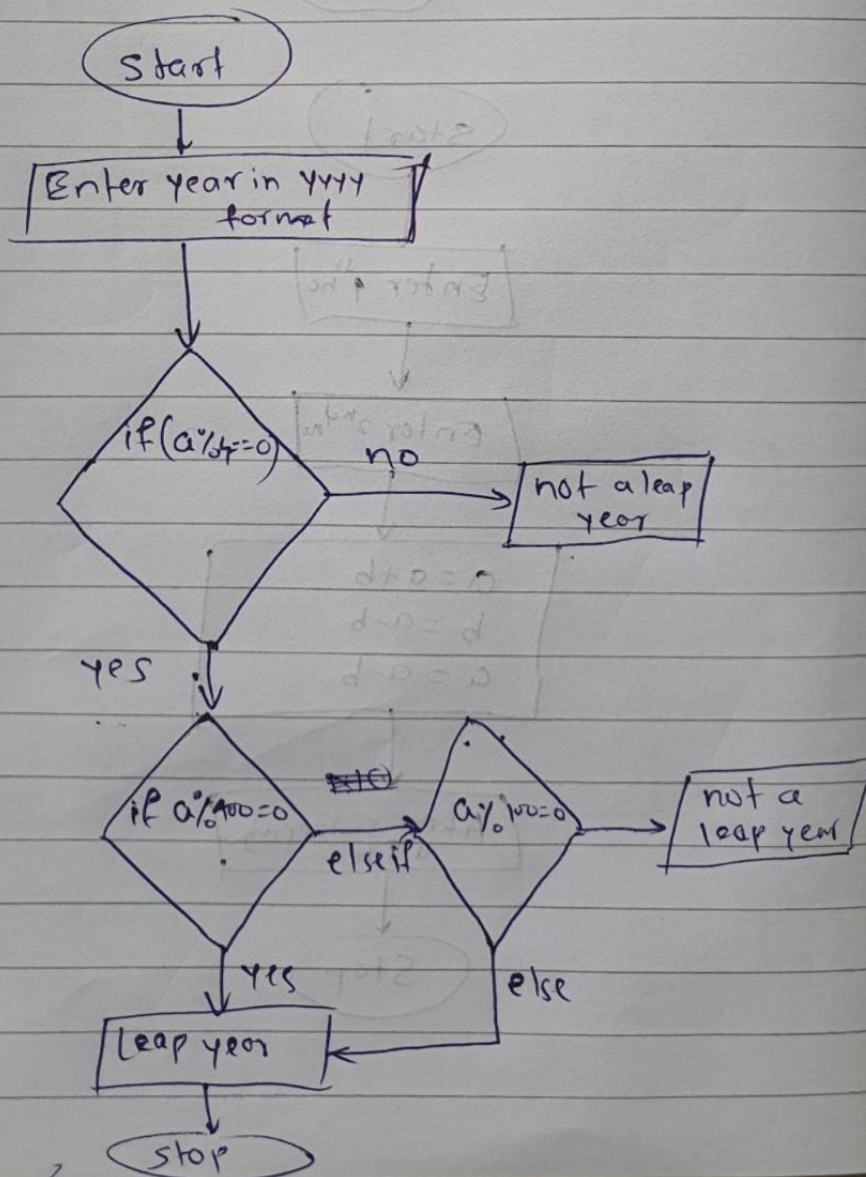 Start
Enter year in YYYY
format
if (a%4==0)
no
not a leap
year
yes
if a%400=0
else if
a%100=0
not a
leap year
yes
else
Leap year
stop